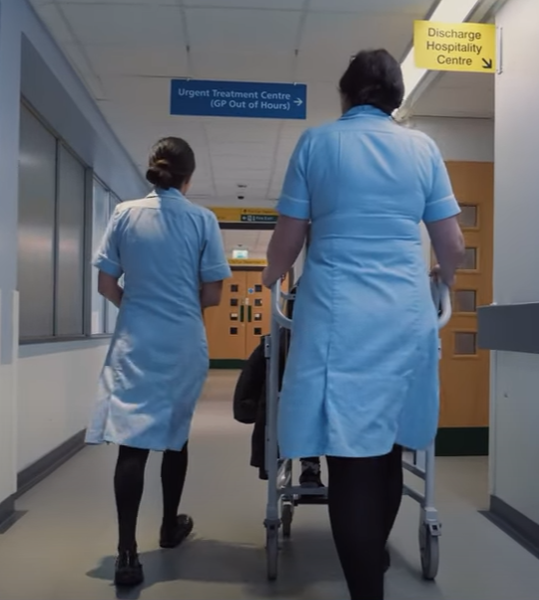 Discharge
Hospitality
Centre
Urgent Treatment Centre
(GP Out of Hours)